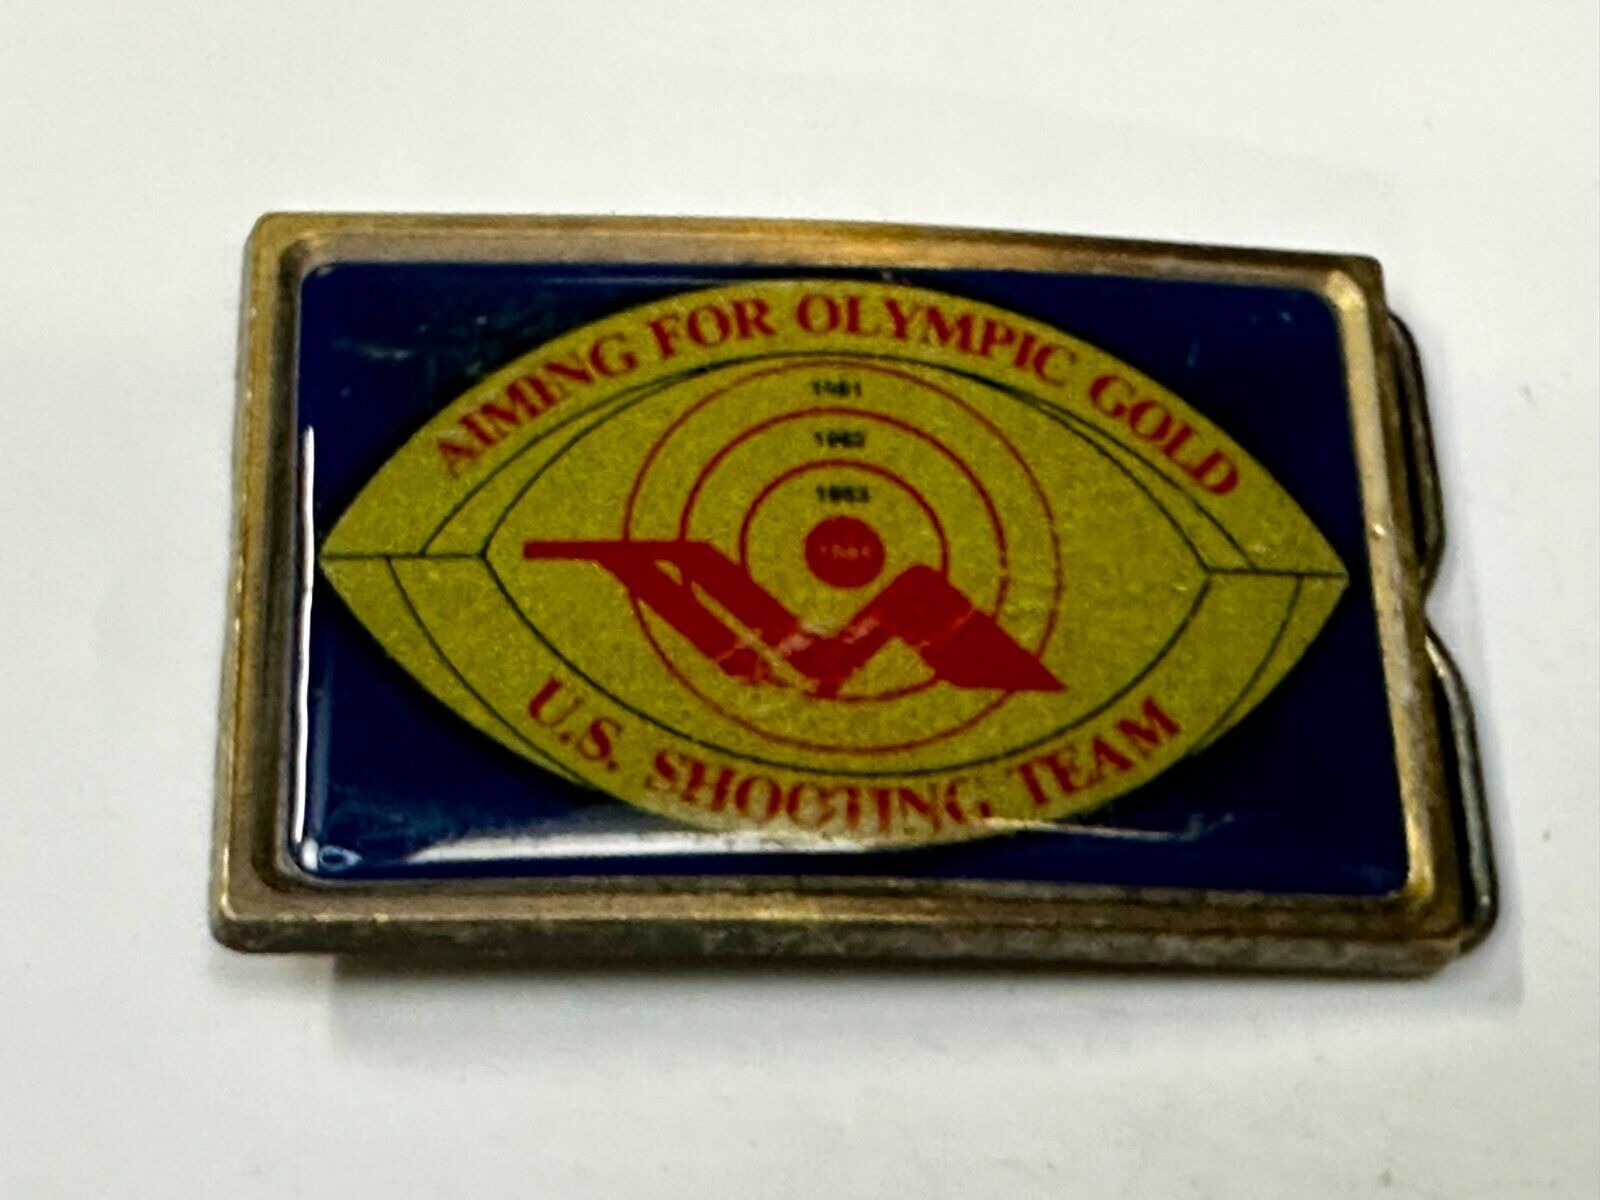 AIMING FOR OLYMPIC GOLD
1981
1982
1983
1984
U.S. SHOOTING TEAM